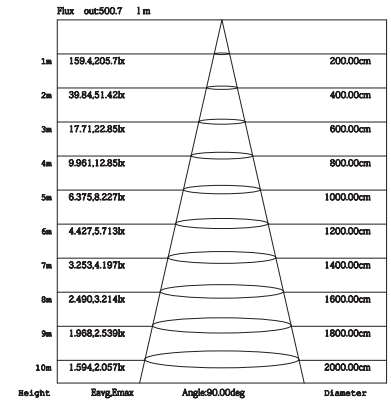 Flux out:500.7 lm
1m 159.4,205.7lx 200.00cm
2m 39.84,51.42lx 400.00cm
3m 17.71,22.85lx 600.00cm
4m 9.961,12.85lx 800.00cm
5m 6.375,8.227lx 1000.00cm
6m 4.427,5.713lx 1200.00cm
7m 3.253,4.197lx 1400.00cm
8m 2.490,3.214lx 1600.00cm
9m 1.968,2.539lx 1800.00cm
10m 1.594,2.057lx 2000.00cm
Height Eavg,Emax Angle:90.00deg Diameter